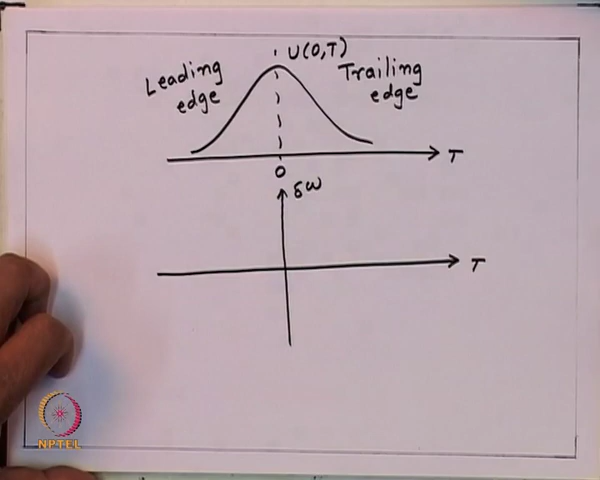 U(0,T)
Leading
edge
Trailing
edge
T
0
δω
T
NPTEL